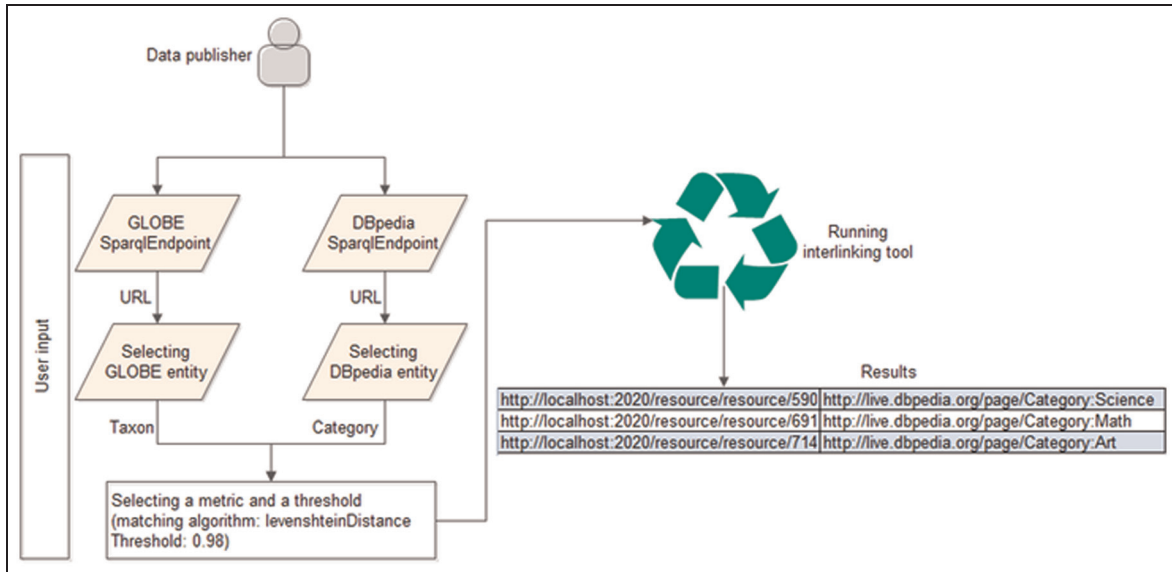 Data publisher
User input
GLOBE
SparqlEndpoint
DBpedia
SparqlEndpoint
URL
URL
Selecting
GLOBE entity
Selecting
DBpedia entity
Taxon
Category
Selecting a metric and a threshold
(matching algorithm: levenshteinDistance
Threshold: 0.98)
Running
interlinking tool
Results
http://localhost:2020/resource/resource/590 http://live.dbpedia.org/page/Category:Science
http://localhost:2020/resource/resource/691 http://live.dbpedia.org/page/Category:Math
http://localhost:2020/resource/resource/714 http://live.dbpedia.org/page/Category:Art